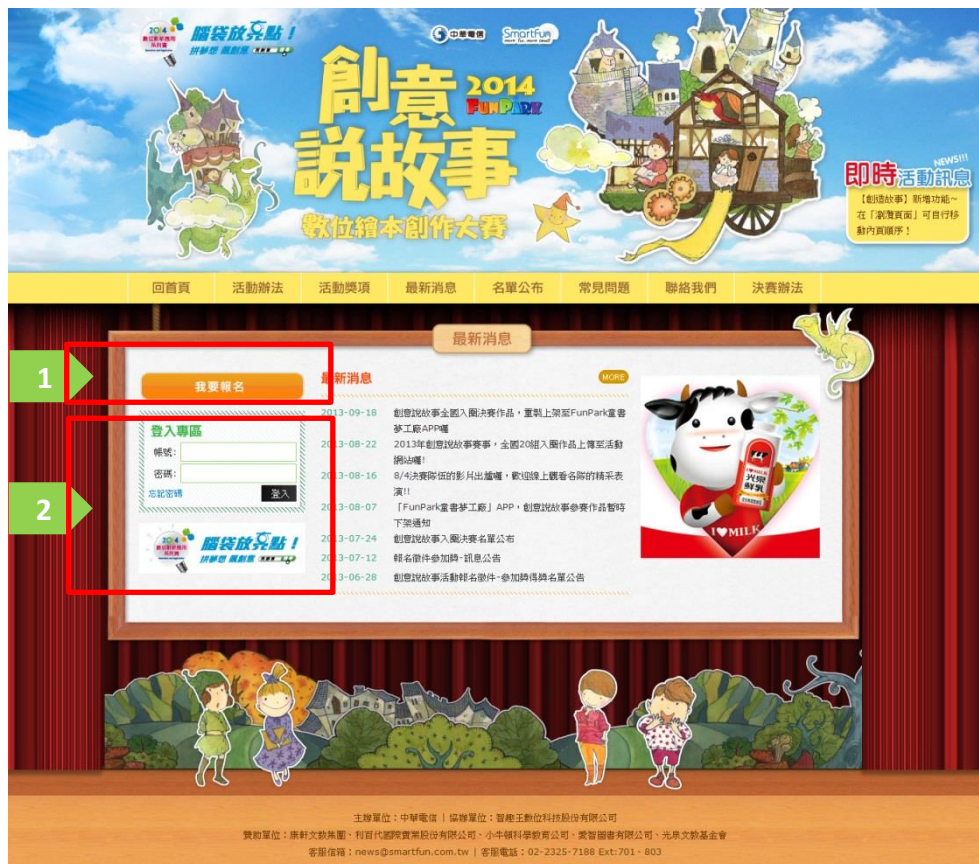 2014
數位創新應用
系列賽
腦袋放亮點！
拼夢想 飆創意
中華電信
SmartFun
創意
2014
FunPark
說故事
數位繪本創作大賽
NEWS!!!
即時活動訊息
【創造故事】新增功能～
在「瀏覽頁面」可自行移
動內頁順序！
回首頁 活動辦法 活動獎項 最新消息 名單公布 常見問題 聯絡我們 決賽辦法
最新消息
1
我要報名
最新消息
MORE
2013-09-18 創意說故事全國入圍決賽作品，重製上架至FunPark童書
夢工廠APP囉
2013-08-22 2013年創意說故事賽事，全國20組入圍作品上傳至活動
網站囉!
2013-08-16 8/4決賽隊伍的影片出爐囉，歡迎線上觀看各隊的精采表
演!!
2013-08-07 「FunPark童書夢工廠」APP，創意說故事參賽作品暫時
下架通知
2013-07-24 創意說故事入圍決賽名單公布
2013-07-12 報名徵件參加獎-訊息公告
2013-06-28 創意說故事活動報名徵件-參加獎得獎名單公告
2
登入專區
帳號：
密碼：
忘記密碼
登入
2014
腦袋放亮點！
拼夢想 飆創意
光泉
鮮乳
I♥MILK
主辦單位：中華電信 | 協辦單位：智趣王數位科技股份有限公司
贊助單位：康軒文教集團、利百代國際實業股份有限公司、小牛頓科學教育公司、愛智圖書有限公司、光泉文教基金會
客服信箱：news@smartfun.com.tw | 客服電話：02-2325-7188 Ext:701、803